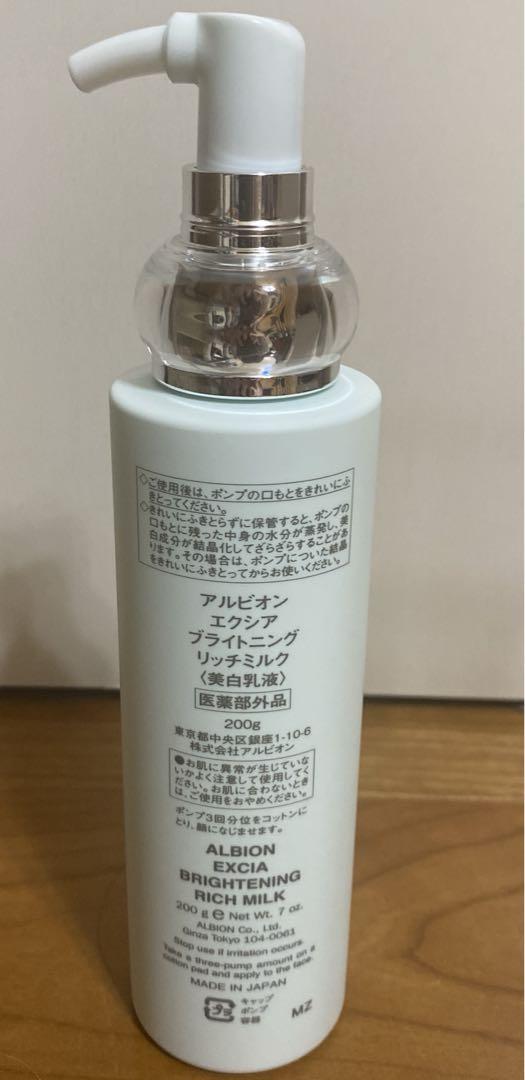 ◇ご使用後は、ポンプの口もとをきれいにふ
きとってください。
◇きれいにふきとらずに保管すると、ポンプの
口もとに残った中身の水分が蒸発し、美
白成分が結晶化してざらざらすることがあ
ります。その場合は、ポンプについた結晶
をきれいにふきとってからお使いください。
アルビオン
エクシア
ブライトニング
リッチミルク
〈美白乳液〉
医薬部外品
200g
東京都中央区銀座1-10-6
株式会社アルビオン
●お肌に異常が生じていな
いかよく注意して使用してく
ださい。お肌に合わないとき
は、ご使用をおやめください。
ポンプ3回分位をコットンに
とり、顔になじませます。
ALBION
EXCIA
BRIGHTENING
RICH MILK
200 g e Net Wt. 7 oz.
ALBION Co., Ltd.
Ginza Tokyo 104-0061
Stop use if irritation occurs.
Take a three-pump amount on a
cotton pad and apply to the face.
MADE IN JAPAN
プラ
キャップ
ポンプ
容器
MZ